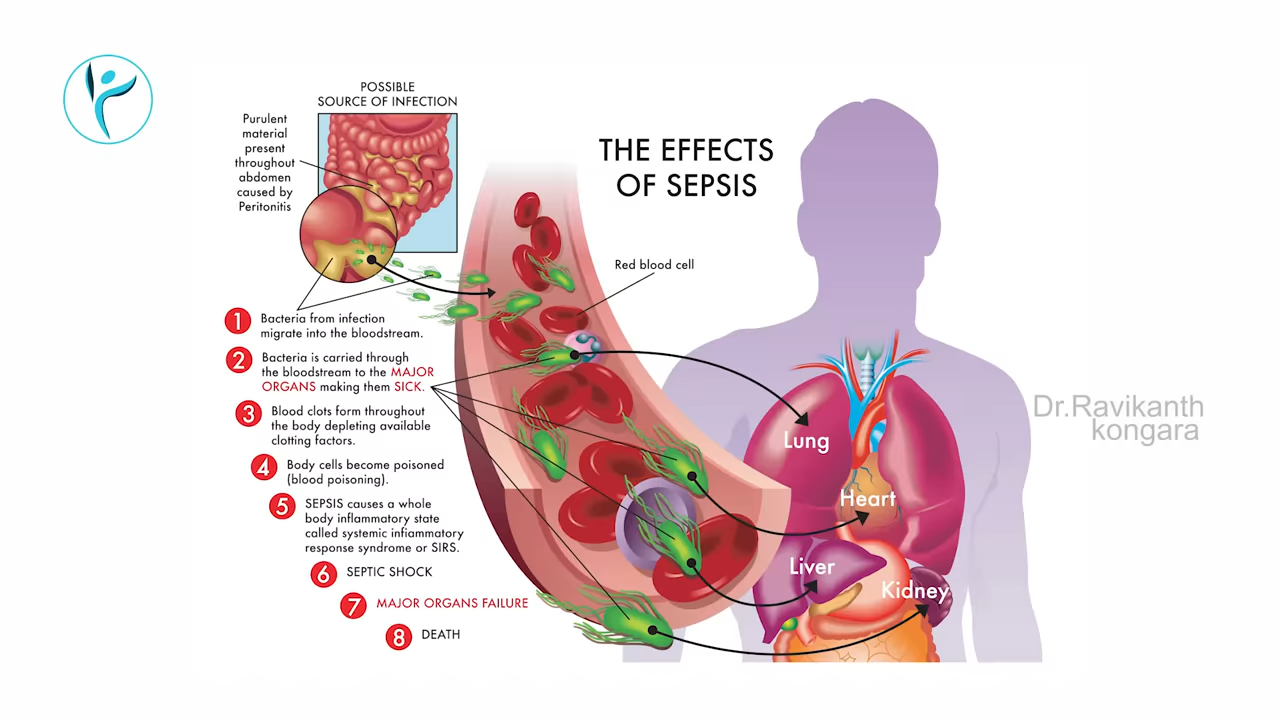 POSSIBLE
SOURCE OF INFECTION
Purulent
material
present
throughout
abdomen
caused by
Peritonitis
THE EFFECTS
OF SEPSIS
Red blood cell
1 Bacteria from infection
migrate into the bloodstream.
2 Bacteria is carried through
the bloodstream to the MAJOR
ORGANS making them SICK.
3 Blood clots form throughout
the body depleting available
clotting factors.
4 Body cells become poisoned
(blood poisoning).
5 SEPSIS causes a whole
body inflammatory state
called systemic infiammatory
response syndrome or SIRS.
6 SEPTIC SHOCK
7 MAJOR ORGANS FAILURE
8 DEATH
Lung
Heart
Liver
Kidney
Dr.Ravikanth
kongara